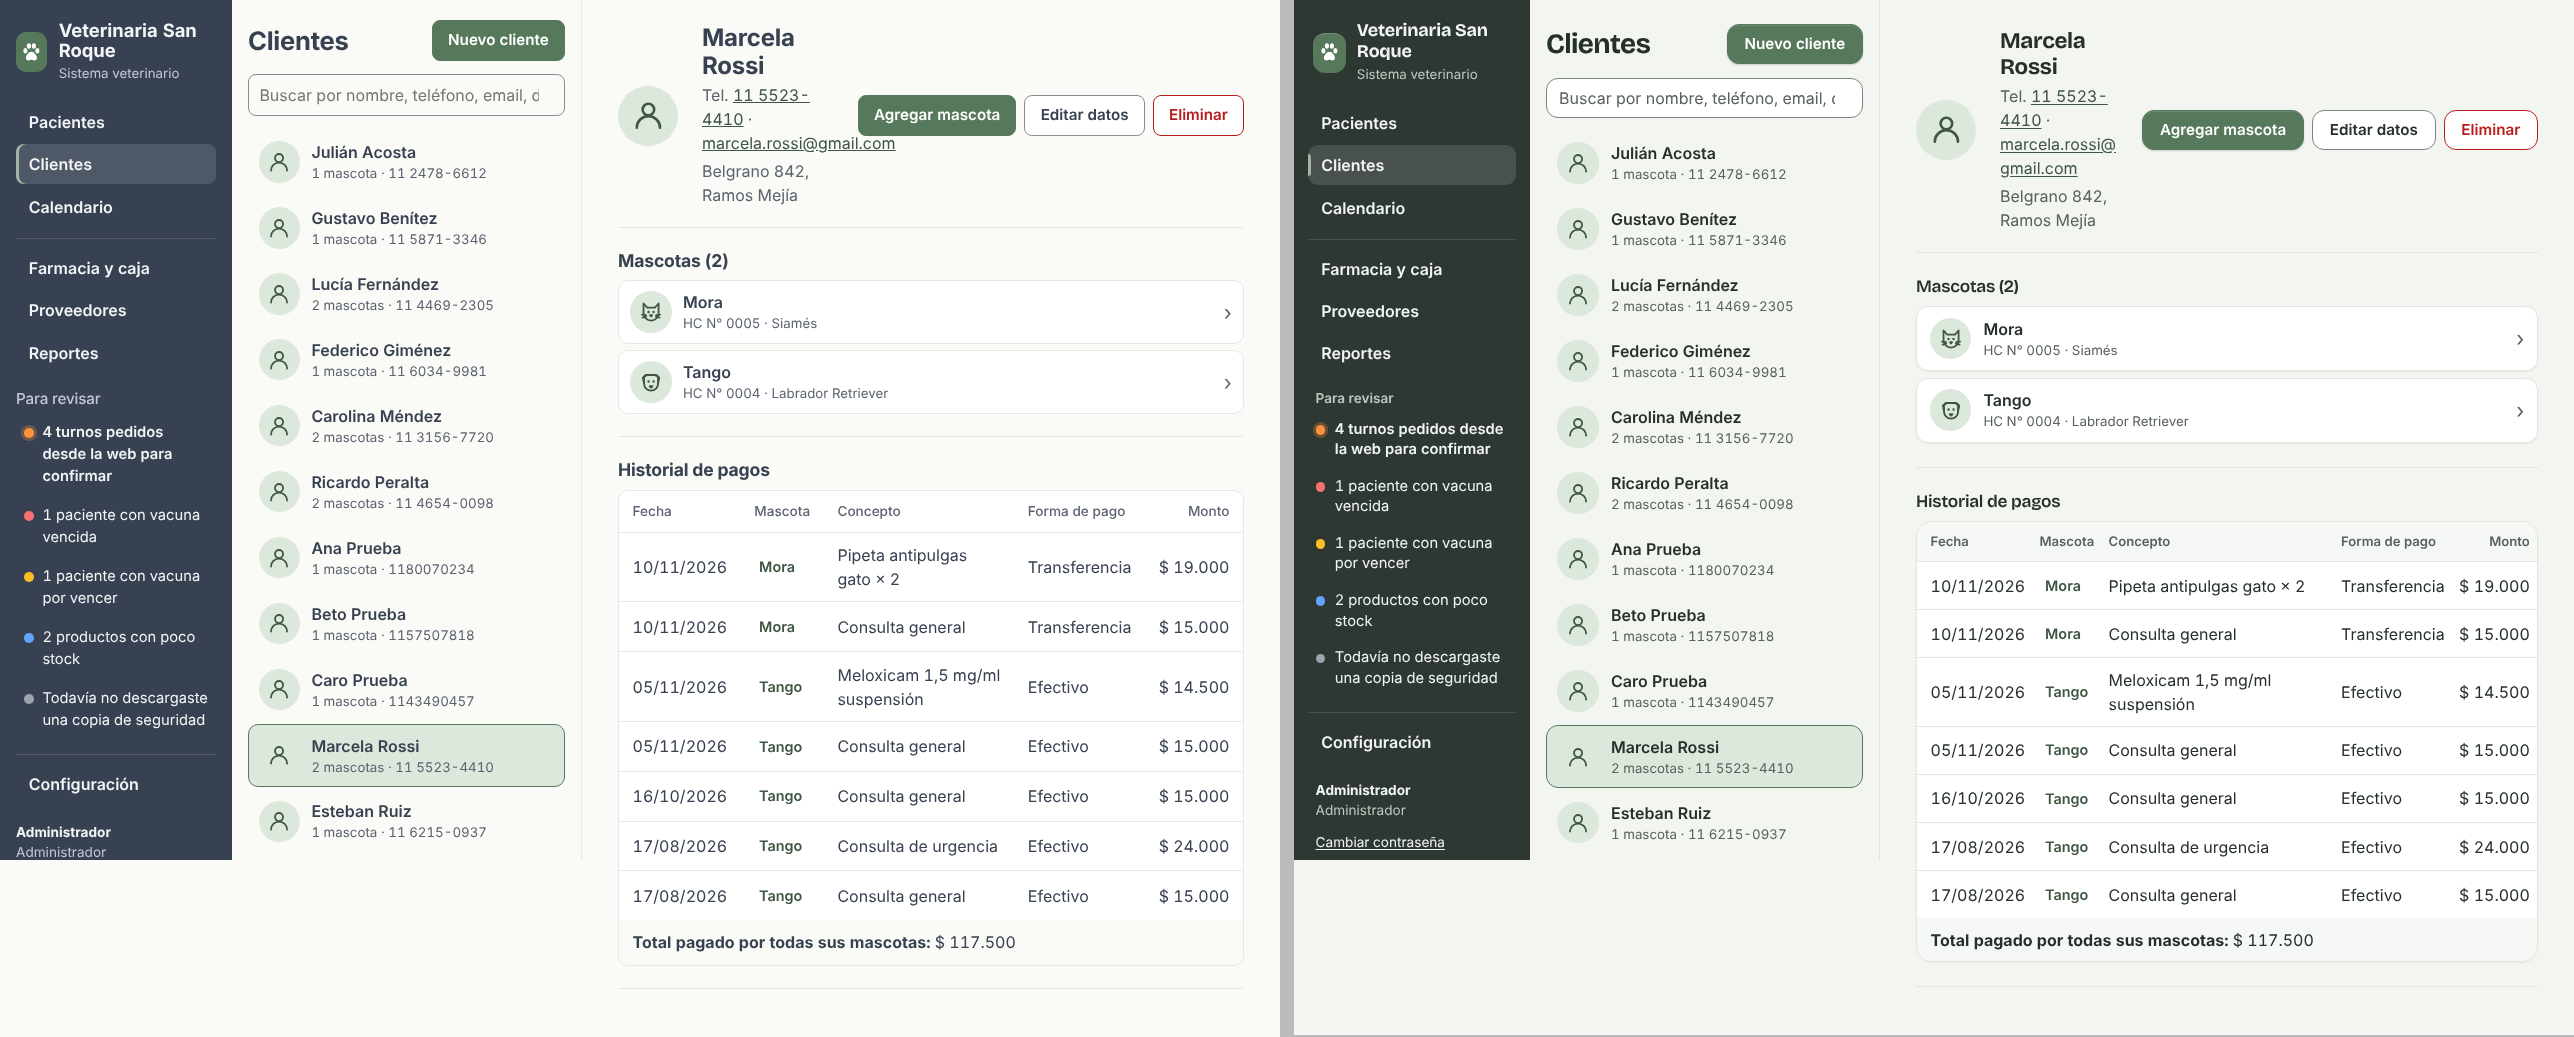 Veterinaria San
Roque
Sistema veterinario
Pacientes
Clientes
Calendario
Farmacia y caja
Proveedores
Reportes
Para revisar
4 turnos pedidos
desde la web para
confirmar
1 paciente con vacuna
vencida
1 paciente con vacuna
por vencer
2 productos con poco
stock
Todavía no descargaste
una copia de seguridad
Configuración
Administrador
Administrador
Clientes
Nuevo cliente
Buscar por nombre, teléfono, email, d
Julián Acosta
1 mascota · 11 2478-6612
Gustavo Benítez
1 mascota · 11 5871-3346
Lucía Fernández
2 mascotas · 11 4469-2305
Federico Giménez
1 mascota · 11 6034-9981
Carolina Méndez
2 mascotas · 11 3156-7720
Ricardo Peralta
2 mascotas · 11 4654-0098
Ana Prueba
1 mascota · 1180070234
Beto Prueba
1 mascota · 1157507818
Caro Prueba
1 mascota · 1143490457
Marcela Rossi
2 mascotas · 11 5523-4410
Esteban Ruiz
1 mascota · 11 6215-0937
Marcela
Rossi
Tel. 11 5523-
4410 ·
marcela.rossi@gmail.com
Belgrano 842,
Ramos Mejía
Agregar mascota
Editar datos
Eliminar
Mascotas (2)
Mora
HC N° 0005 · Siamés
Tango
HC N° 0004 · Labrador Retriever
Historial de pagos
Fecha Mascota Concepto Forma de pago Monto
10/11/2026 Mora Pipeta antipulgas
gato × 2 Transferencia $ 19.000
10/11/2026 Mora Consulta general Transferencia $ 15.000
05/11/2026 Tango Meloxicam 1,5 mg/ml
suspensión Efectivo $ 14.500
05/11/2026 Tango Consulta general Efectivo $ 15.000
16/10/2026 Tango Consulta general Efectivo $ 15.000
17/08/2026 Tango Consulta de urgencia Efectivo $ 24.000
17/08/2026 Tango Consulta general Efectivo $ 15.000
Total pagado por todas sus mascotas: $ 117.500
Veterinaria San
Roque
Sistema veterinario
Pacientes
Clientes
Calendario
Farmacia y caja
Proveedores
Reportes
Para revisar
4 turnos pedidos desde
la web para confirmar
1 paciente con vacuna
vencida
1 paciente con vacuna
por vencer
2 productos con poco
stock
Todavía no descargaste
una copia de seguridad
Configuración
Administrador
Administrador
Cambiar contraseña
Clientes
Nuevo cliente
Buscar por nombre, teléfono, email,
Julián Acosta
1 mascota · 11 2478-6612
Gustavo Benítez
1 mascota · 11 5871-3346
Lucía Fernández
2 mascotas · 11 4469-2305
Federico Giménez
1 mascota · 11 6034-9981
Carolina Méndez
2 mascotas · 11 3156-7720
Ricardo Peralta
2 mascotas · 11 4654-0098
Ana Prueba
1 mascota · 1180070234
Beto Prueba
1 mascota · 1157507818
Caro Prueba
1 mascota · 1143490457
Marcela Rossi
2 mascotas · 11 5523-4410
Esteban Ruiz
1 mascota · 11 6215-0937
Marcela
Rossi
Tel. 11 5523-
4410 ·
marcela.rossi@
gmail.com
Belgrano 842,
Ramos Mejía
Agregar mascota
Editar datos
Eliminar
Mascotas (2)
Mora
HC N° 0005 · Siamés
Tango
HC N° 0004 · Labrador Retriever
Historial de pagos
Fecha Mascota Concepto Forma de pago Monto
10/11/2026 Mora Pipeta antipulgas gato × 2 Transferencia $ 19.000
10/11/2026 Mora Consulta general Transferencia $ 15.000
05/11/2026 Tango Meloxicam 1,5 mg/ml
suspensión Efectivo $ 14.500
05/11/2026 Tango Consulta general Efectivo $ 15.000
16/10/2026 Tango Consulta general Efectivo $ 15.000
17/08/2026 Tango Consulta de urgencia Efectivo $ 24.000
17/08/2026 Tango Consulta general Efectivo $ 15.000
Total pagado por todas sus mascotas: $ 117.500